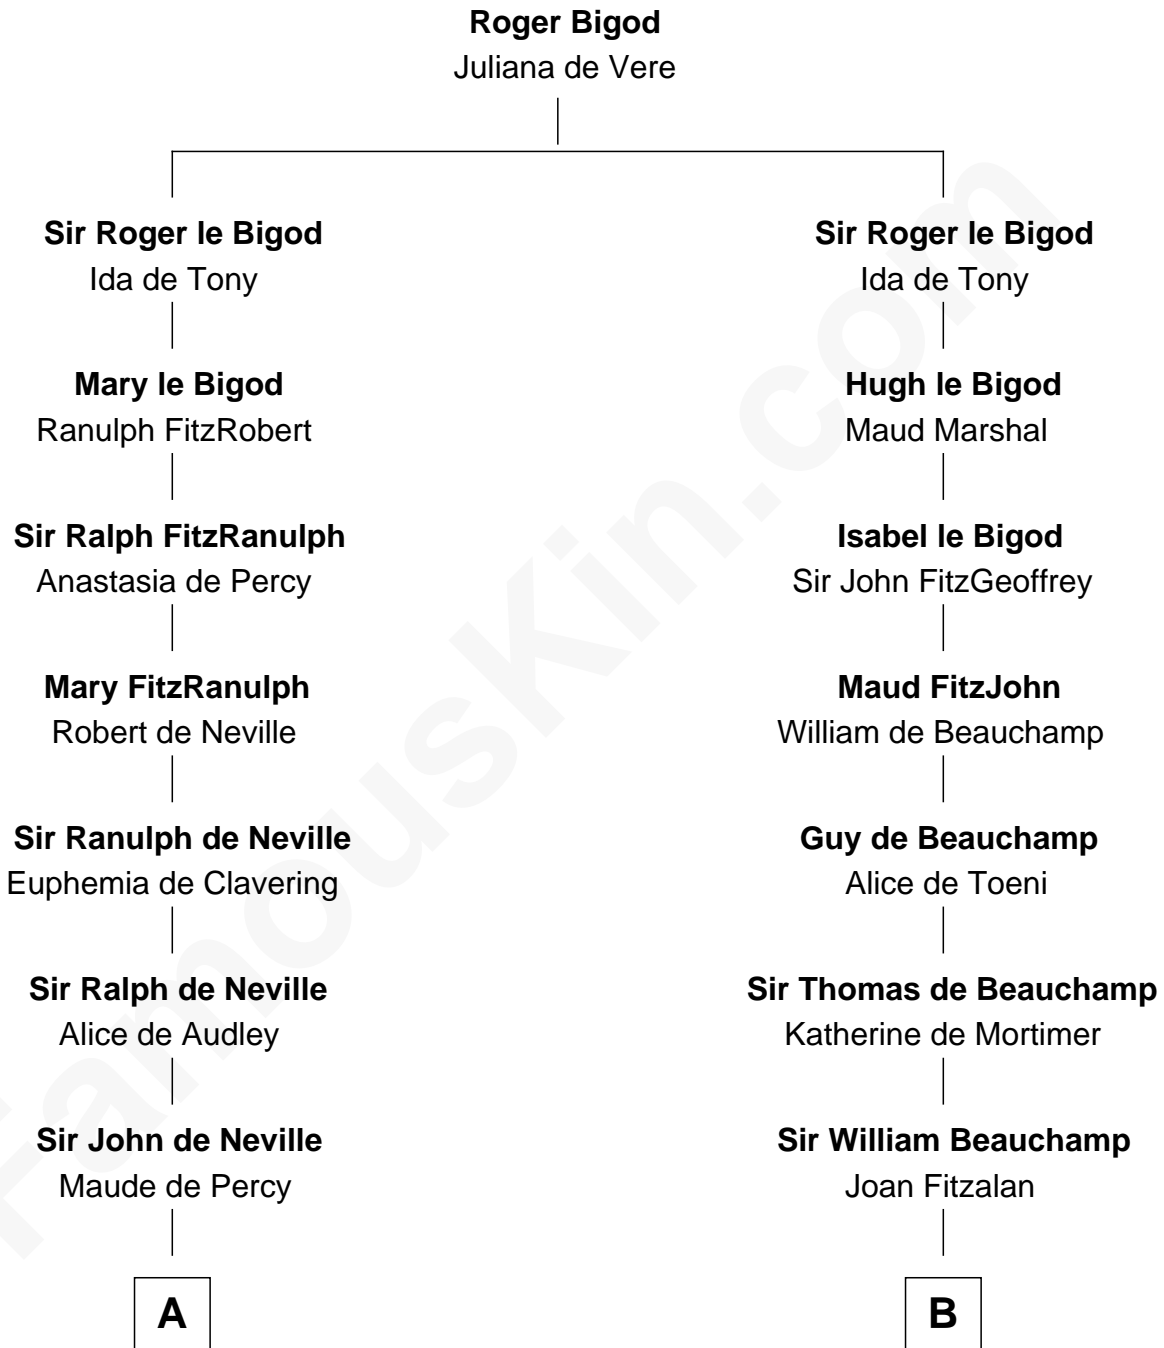 Roger Bigod
Juliana de Vere
Sir Roger le Bigod
Ida de Tony
Sir Roger le Bigod
Ida de Tony
Mary le Bigod
Ranulph FitzRobert
Hugh le Bigod
Maud Marshal
Sir Ralph FitzRanulph
Anastasia de Percy
Isabel le Bigod
Sir John FitzGeoffrey
Mary FitzRanulph
Robert de Neville
Maud FitzJohn
William de Beauchamp
Sir Ranulph de Neville
Euphemia de Clavering
Guy de Beauchamp
Alice de Toeni
Sir Ralph de Neville
Alice de Audley
Sir Thomas de Beauchamp
Katherine de Mortimer
Sir John de Neville
Maude de Percy
Sir William Beauchamp
Joan Fitzalan
A
B
FamousKin.com